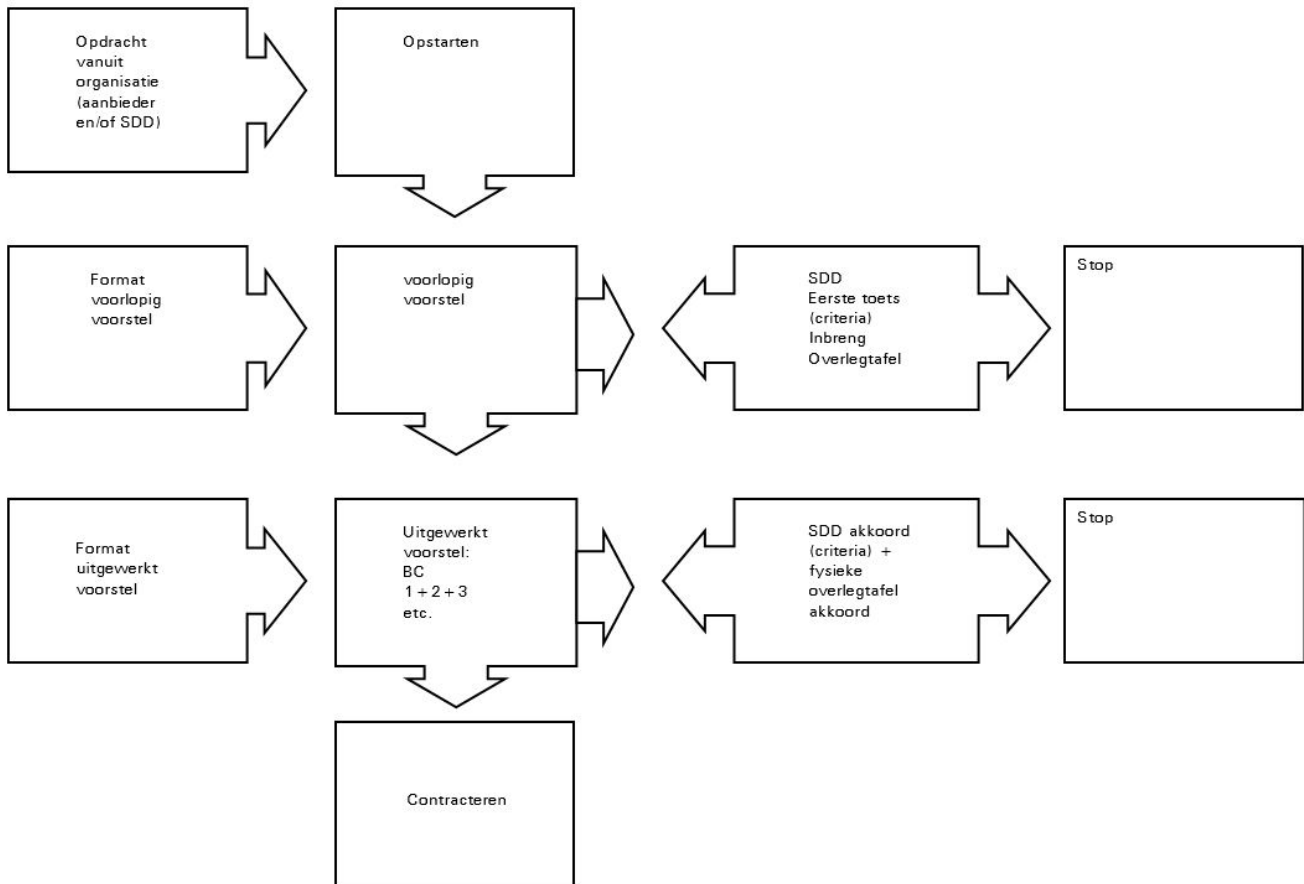 Opdracht
vanuit
organisatie
(aanbieder
en/of SDD)
Opstarten
Format
voorlopig
voorstel
voorlopig
voorstel
SDD
Eerste toets
(criteria)
Inbreng
Overlegtafel
Stop
Format
uitgewerkt
voorstel
Uitgewerkt
voorstel:
BC
1 + 2 + 3
etc.
SDD akkoord
(criteria) +
fysieke
overlegtafel
akkoord
Stop
Contracteren